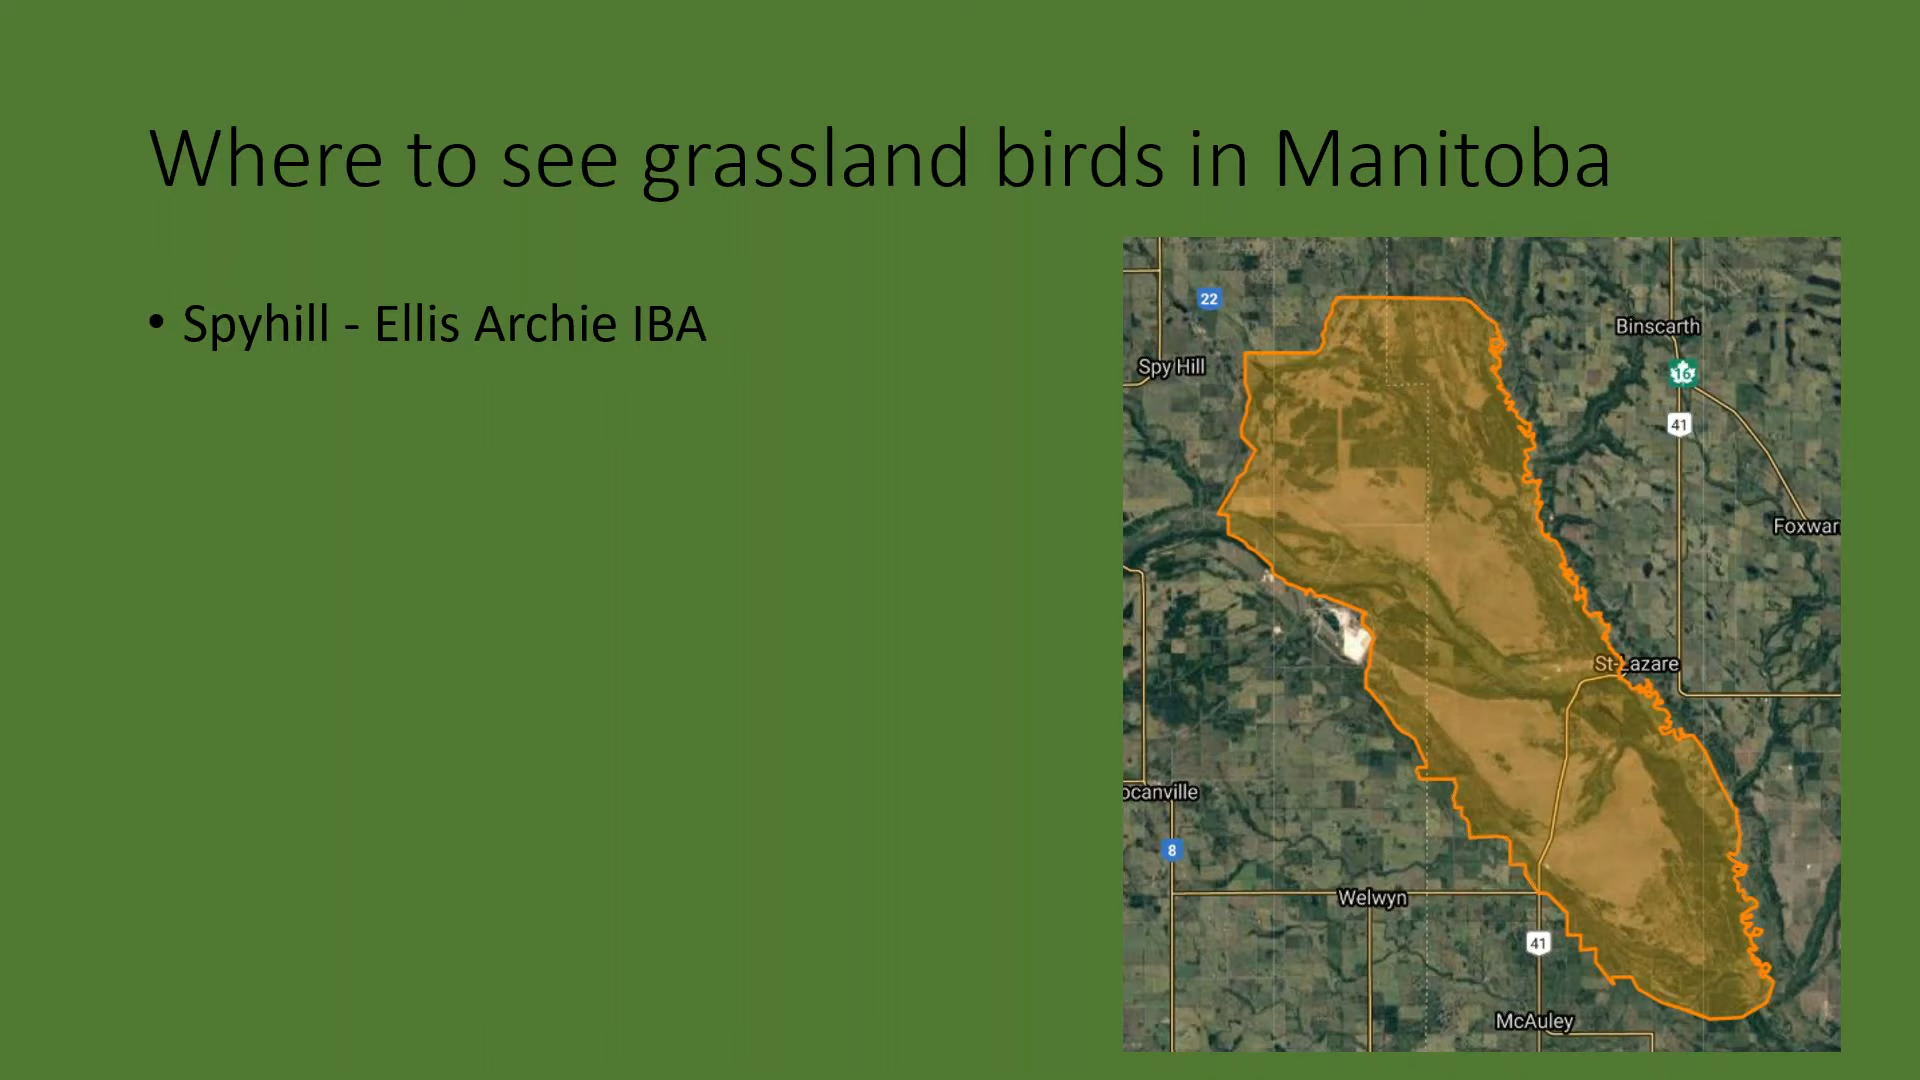 Where to see grassland birds in Manitoba
• Spyhill - Ellis Archie IBA
22
Binscarth
Spy Hill
16
41
Foxwar
St-Lazare
ocanville
8
Welwyn
41
McAuley